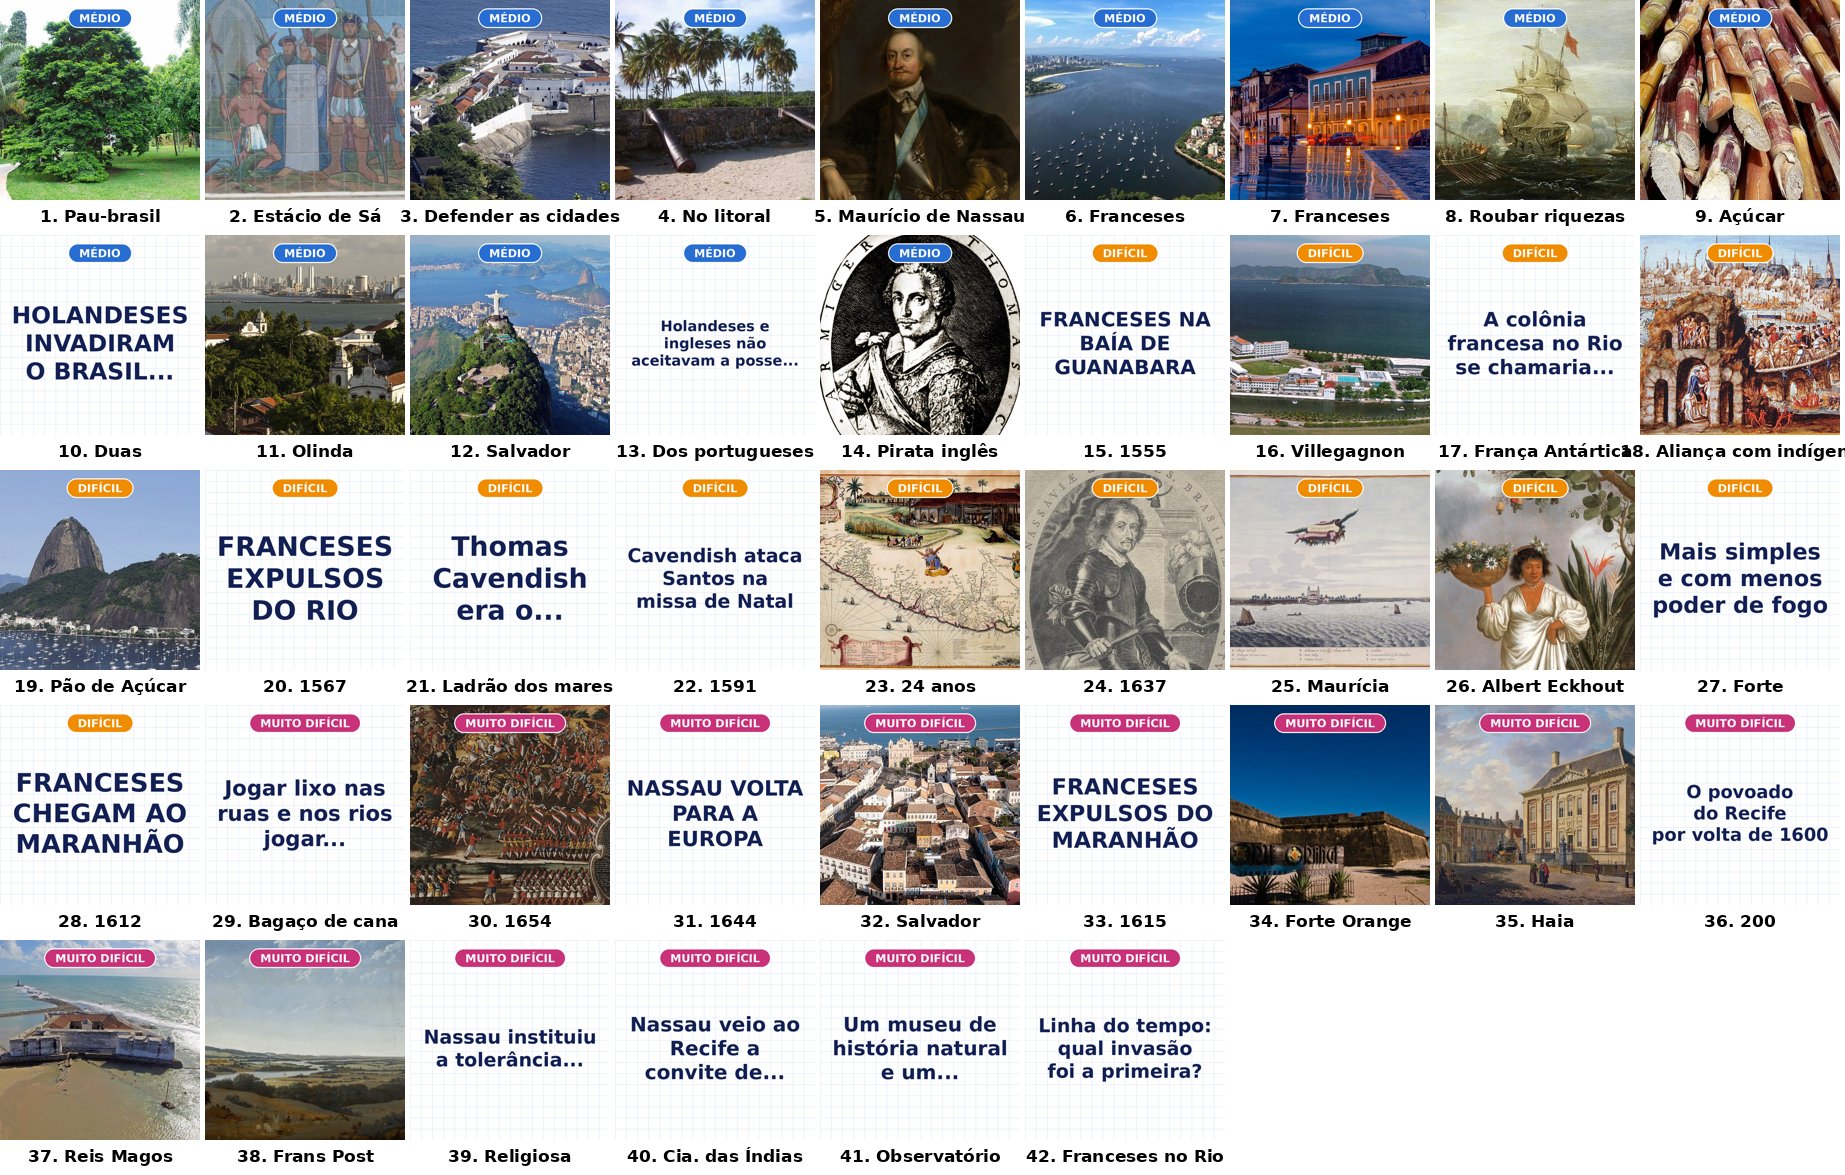 MÉDIO
1. Pau-brasil
MÉDIO
2. Estácio de Sá
MÉDIO
3. Defender as cidades
MÉDIO
4. No litoral
MÉDIO
5. Maurício de Nassau
MÉDIO
6. Franceses
MÉDIO
7. Franceses
MÉDIO
8. Roubar riquezas
MÉDIO
9. Açúcar
MÉDIO
HOLANDESES
INVADIRAM
O BRASIL...
10. Duas
MÉDIO
11. Olinda
MÉDIO
12. Salvador
MÉDIO
Holandeses e
ingleses não
aceitavam a posse...
13. Dos portugueses
MÉDIO
14. Pirata inglês
DIFÍCIL
FRANCESES NA
BAÍA DE
GUANABARA
15. 1555
DIFÍCIL
16. Villegagnon
DIFÍCIL
A colônia
francesa no Rio
se chamaria...
17. França Antártica
DIFÍCIL
18. Aliança com
DIFÍCIL
19. Pão de Açúcar
DIFÍCIL
FRANCESES
EXPULSOS
DO RIO
20. 1567
DIFÍCIL
Thomas
Cavendish
era o...
21. Ladrão dos mares
DIFÍCIL
Cavendish ataca
Santos na
missa de Natal
22. 1591
DIFÍCIL
23. 24 anos
DIFÍCIL
24. 1637
DIFÍCIL
25. Maurícia
DIFÍCIL
26. Albert Eckhout
DIFÍCIL
Mais simples
e com menos
poder de fogo
27. Forte
DIFÍCIL
FRANCESES
CHEGAM AO
MARANHÃO
28. 1612
MUITO DIFÍCIL
Jogar lixo nas
ruas e nos rios
jogar...
29. Bagaço de cana
MUITO DIFÍCIL
30. 1654
MUITO DIFÍCIL
NASSAU VOLTA
PARA A
EUROPA
31. 1644
MUITO DIFÍCIL
32. Salvador
MUITO DIFÍCIL
FRANCESES
EXPULSOS DO
MARANHÃO
33. 1615
MUITO DIFÍCIL
34. Forte Orange
MUITO DIFÍCIL
35. Haia
MUITO DIFÍCIL
O povoado
do Recife
por volta de 1600
36. 200
MUITO DIFÍCIL
37. Reis Magos
MUITO DIFÍCIL
38. Frans Post
MUITO DIFÍCIL
Nassau instituiu
a tolerância...
39. Religiosa
MUITO DIFÍCIL
Nassau veio ao
Recife a
convite de...
40. Cia. das Índias
MUITO DIFÍCIL
Um museu de
história natural
e um...
41. Observatório
MUITO DIFÍCIL
Linha do tempo:
qual invasão
foi a primeira?
42. Franceses no Rio